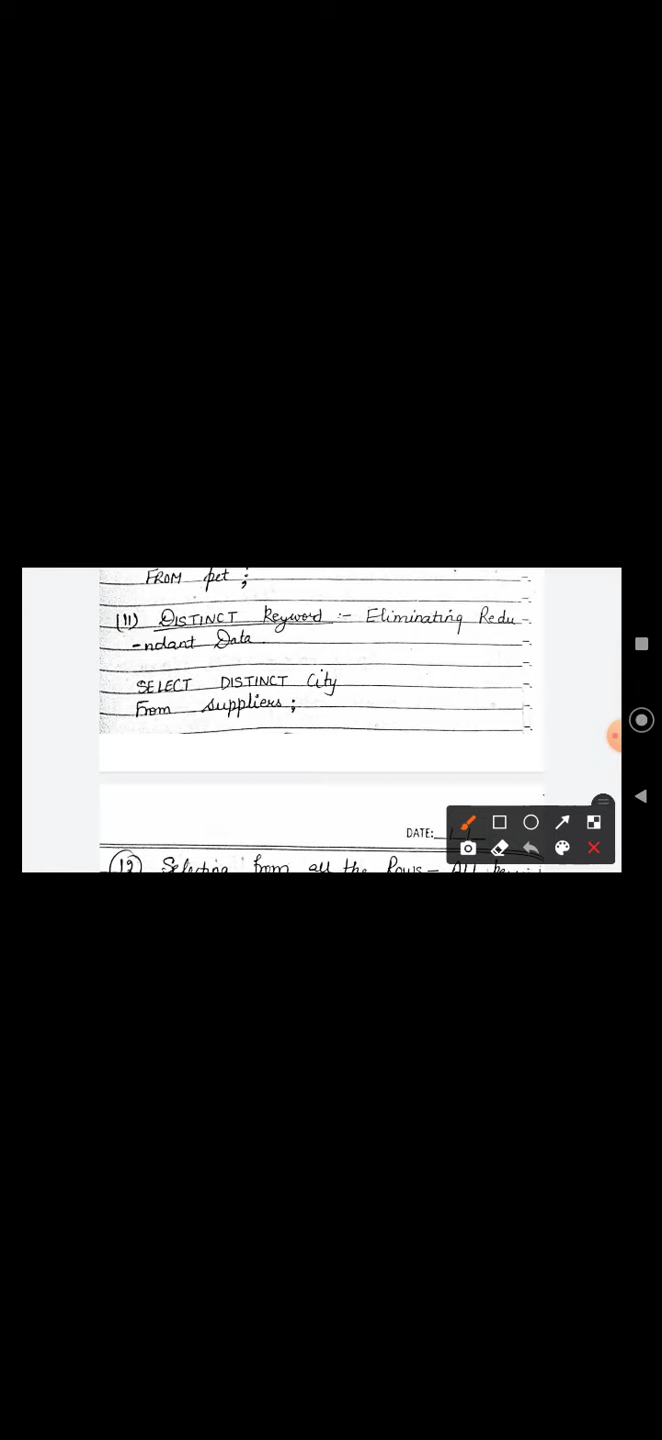 FROM pet ;
(11) DISTINCT keyword :- Eliminating Redu
-ndant Data.
SELECT DISTINCT City
From suppliers ;
DATE:
(12) Selecting from all the Rows - All